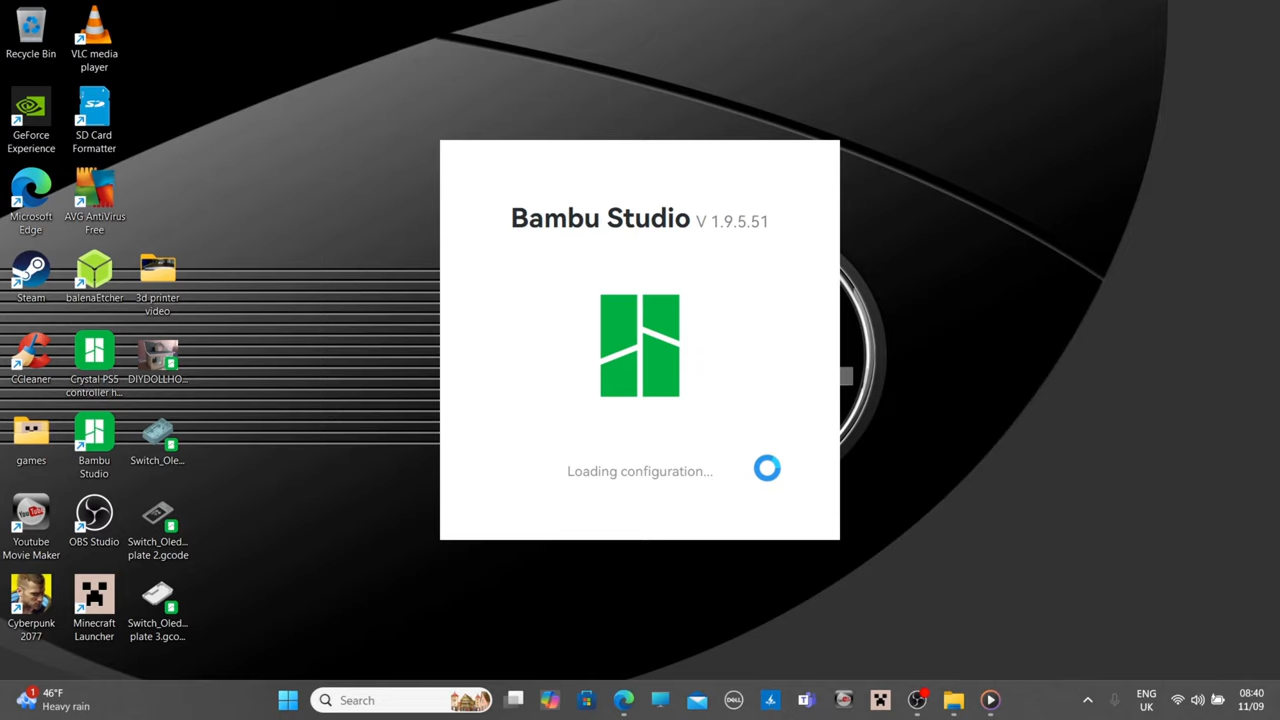 Recycle Bin
VLC media
player
GeForce
Experience
SD Card
Formatter
Microsoft
Edge
AVG AntiVirus
Free
Steam
balenaEtcher
3d printer
video
CCleaner
Crystal PS5
controller h...
DIYDOLLHO...
games
Bambu
Studio
Switch_Ole...
Youtube
Movie Maker
OBS Studio
Switch_Oled...
plate 2.gcode
Cyberpunk
2077
Minecraft
Launcher
Switch_Oled...
plate 3.gco...
Bambu Studio V 1.9.5.51
Loading configuration...
1
46°F
Heavy rain
Search
DELL
ENG
UK
08:40
11/09